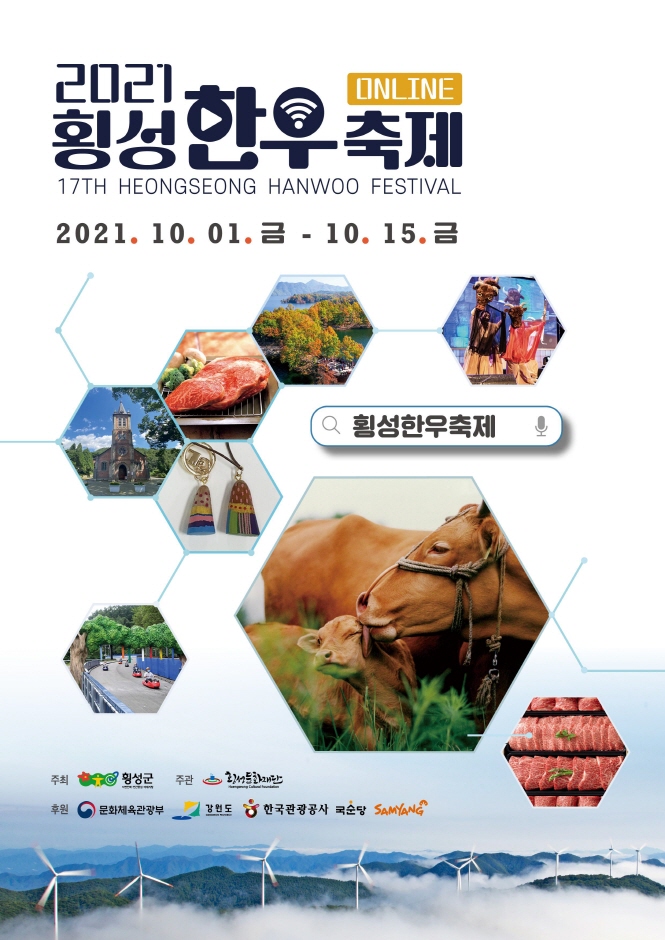 2021
ONLINE
횡성한우축제
17TH HEONGSEONG HANWOO FESTIVAL
2021. 10. 01. 금 - 10. 15. 금
횡성한우축제
주최 횡성군 주관 횡성문화재단
Hoengseong Cultural Foundation
후원 문화체육관광부 강원도 한국관광공사 국순당 SAMYANG